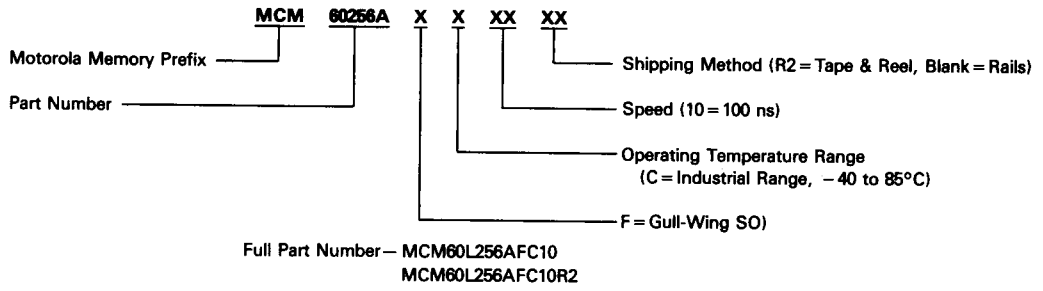 MCM 60256A X X XX XX
Motorola Memory Prefix
Shipping Method (R2 = Tape & Reel, Blank = Rails)
Part Number
Speed (10 = 100 ns)
Operating Temperature Range
(C = Industrial Range, – 40 to 85°C)
F = Gull-Wing SO)
Full Part Number — MCM60L256AFC10
MCM60L256AFC10R2